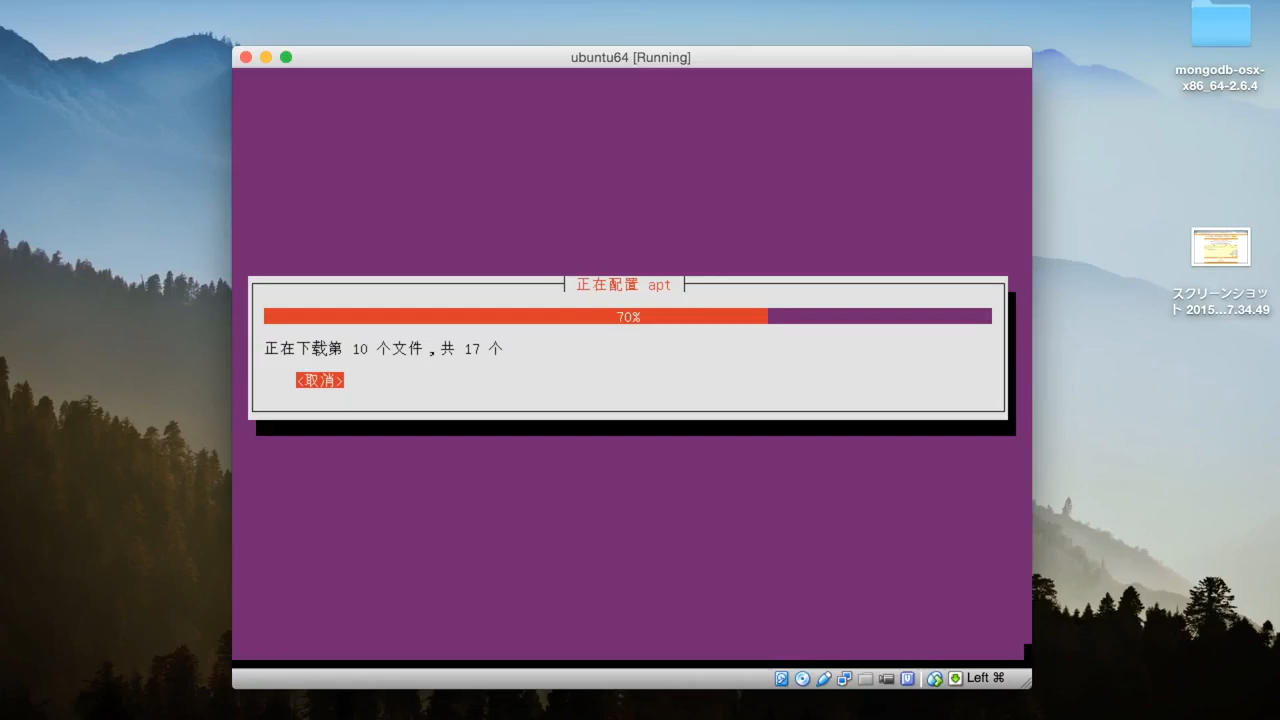 ubuntu64 [Running]
正在配置 apt
70%
正在下载第 10 个文件，共 17 个
<取消>
Left ⌘
mongodb-osx-
x86_64-2.6.4
スクリーンショッ
ト 2015...7.34.49